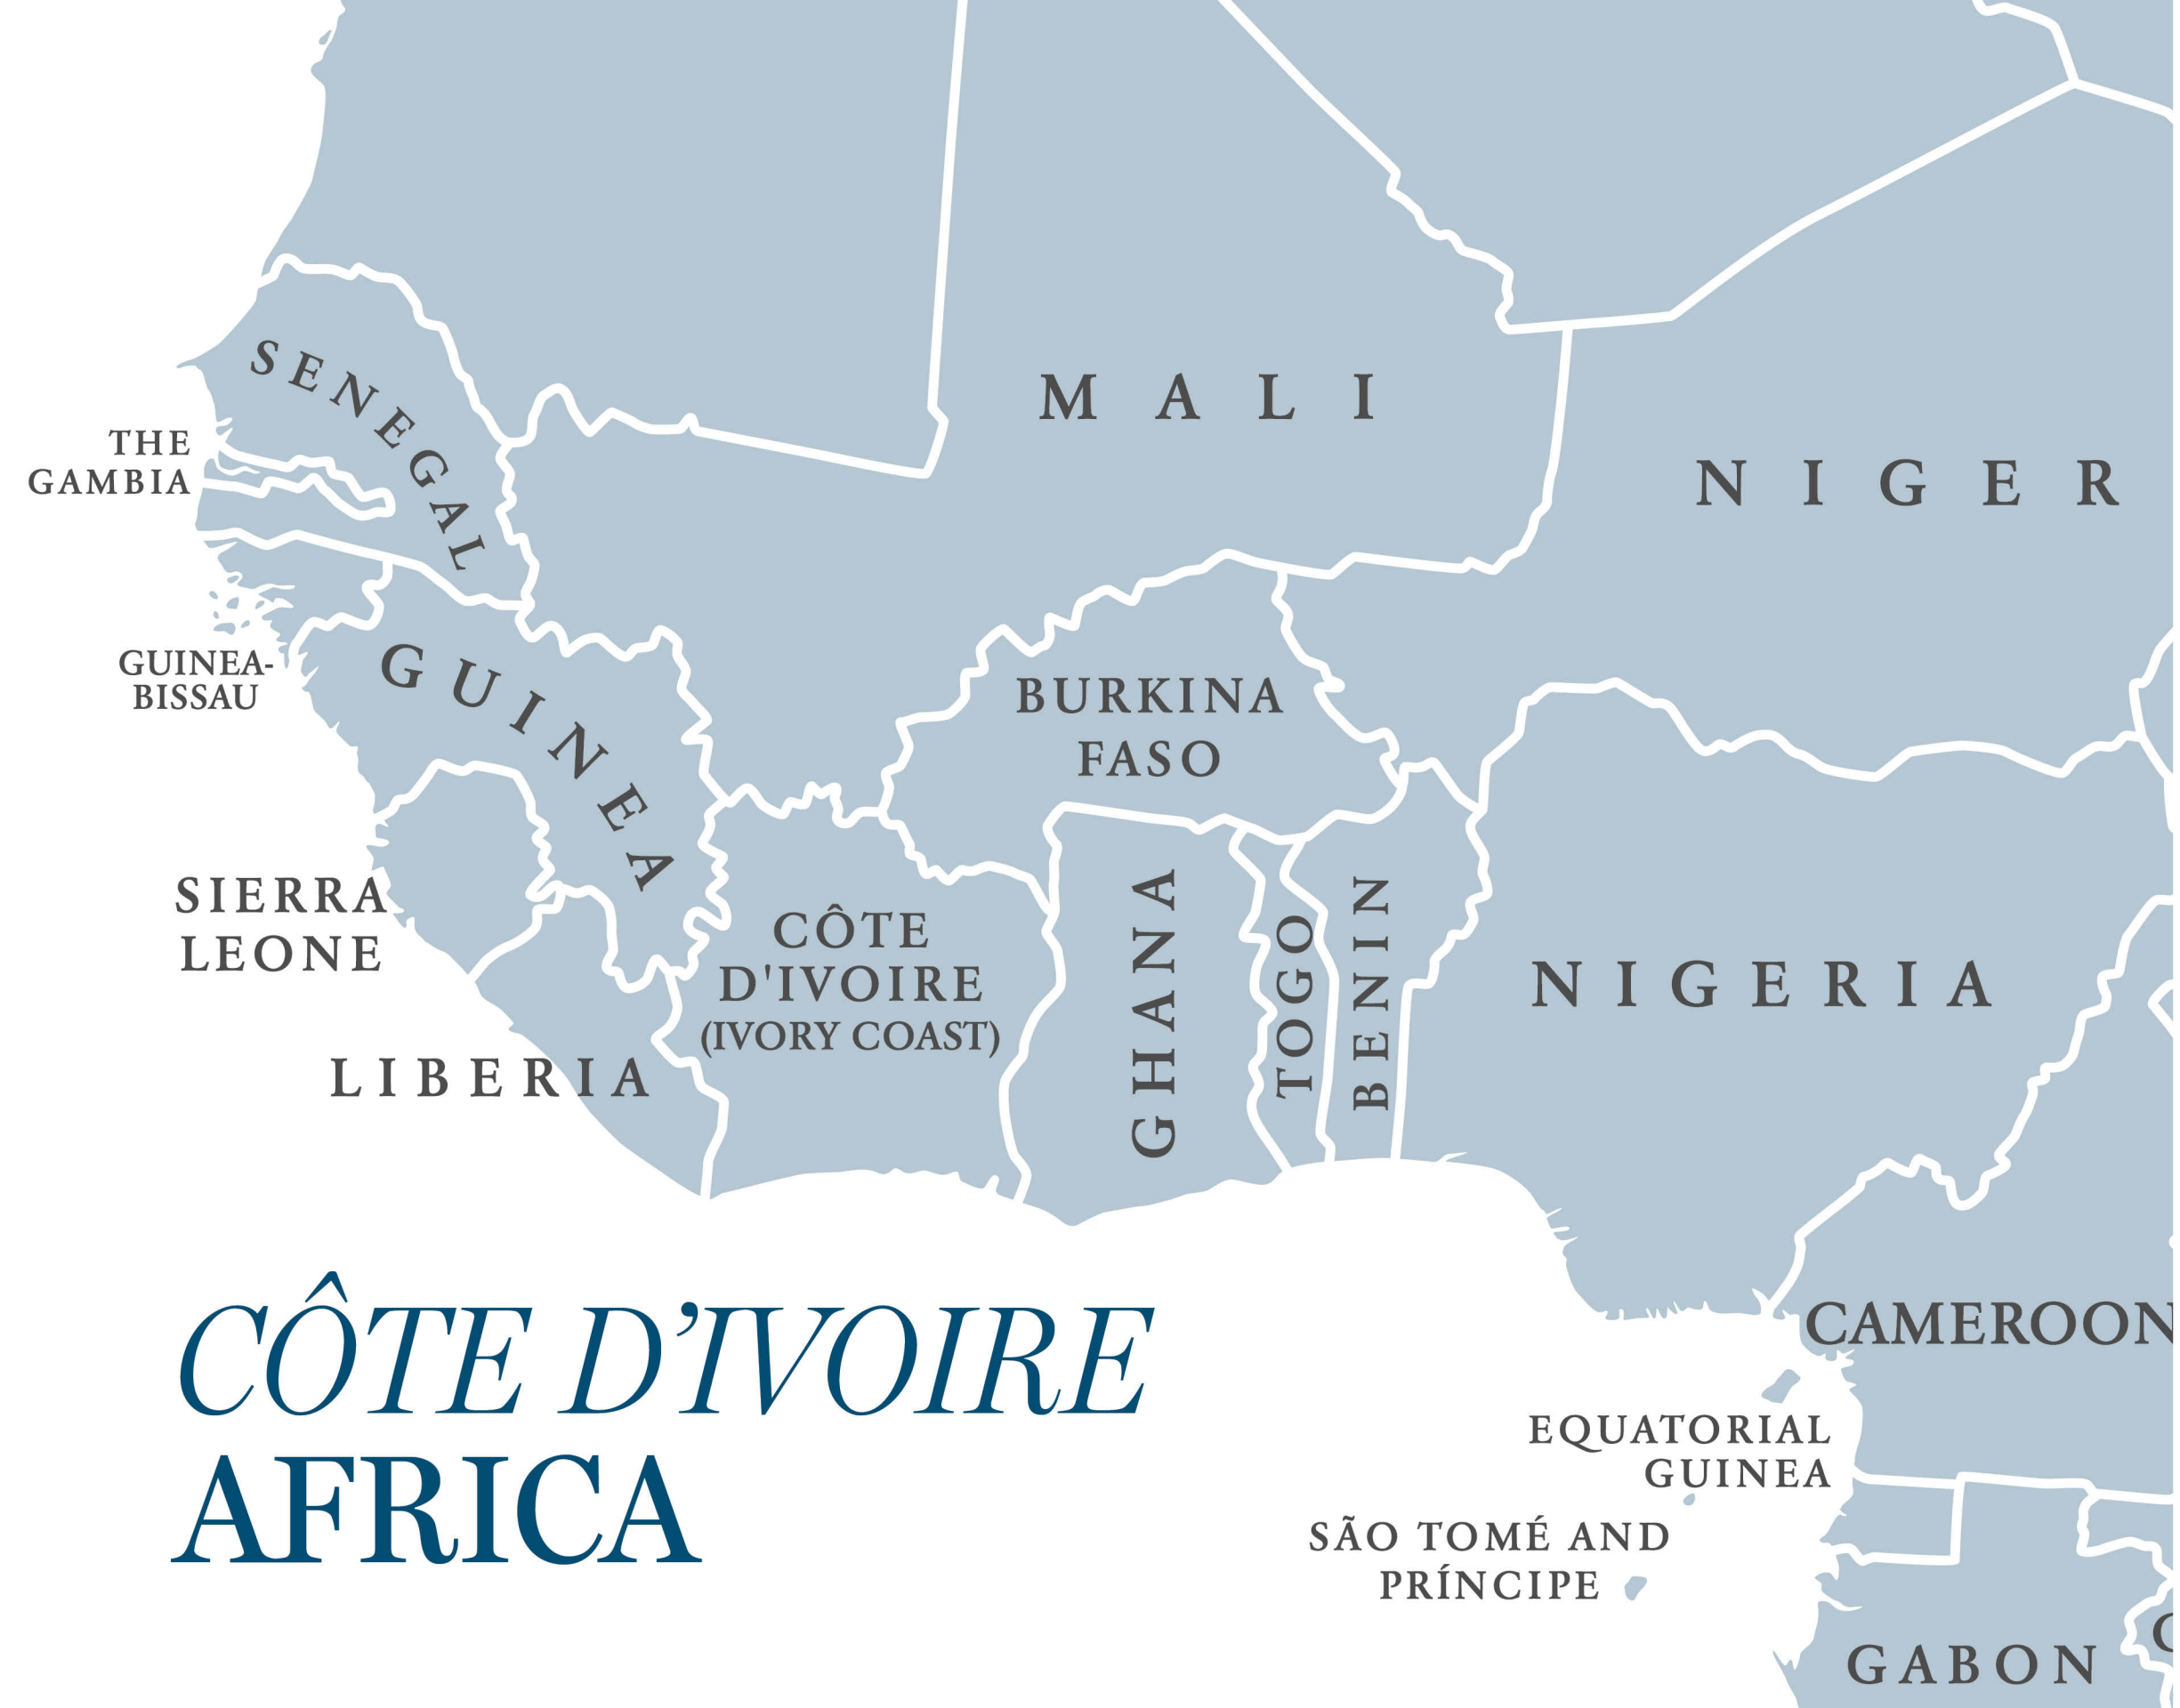 SENEGAL
MALI
THE
GAMBIA
NIGER
GUINEA-
BISSAU
GUINEA
BURKINA
FASO
SIERRA
LEONE
CÔTE
D'IVOIRE
(IVORY COAST)
GHANA
TOGO
BENIN
NIGERIA
LIBERIA
CÔTE D’IVOIRE
AFRICA
CAMEROON
EQUATORIAL
GUINEA
SÃO TOMÉ AND
PRÍNCIPE
GABON